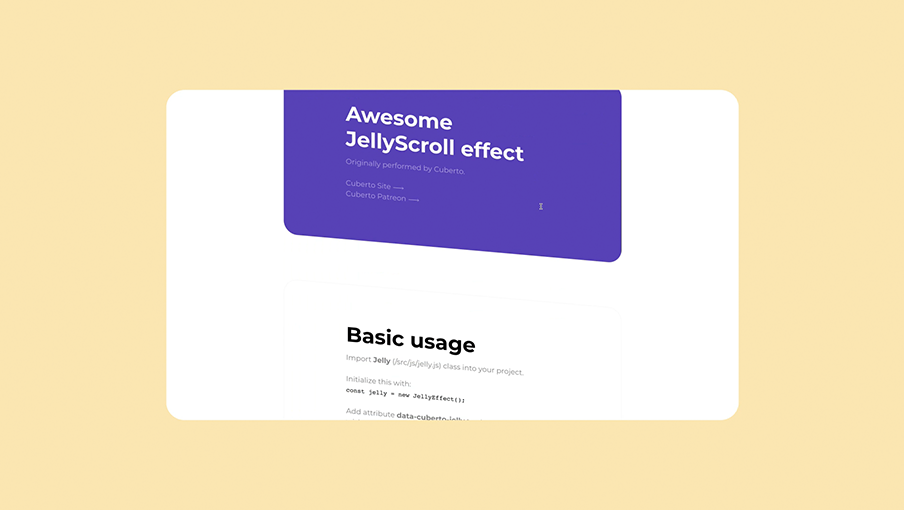 Awesome
JellyScroll effect
Originally performed by Cuberto.
Cuberto Site ⟶
Cuberto Patreon ⟶
Basic usage
Import Jelly (/src/js/jelly.js) class into your project.
Initialize this with:
const jelly = new JellyEffect();
Add attribute data-cuberto-jelly